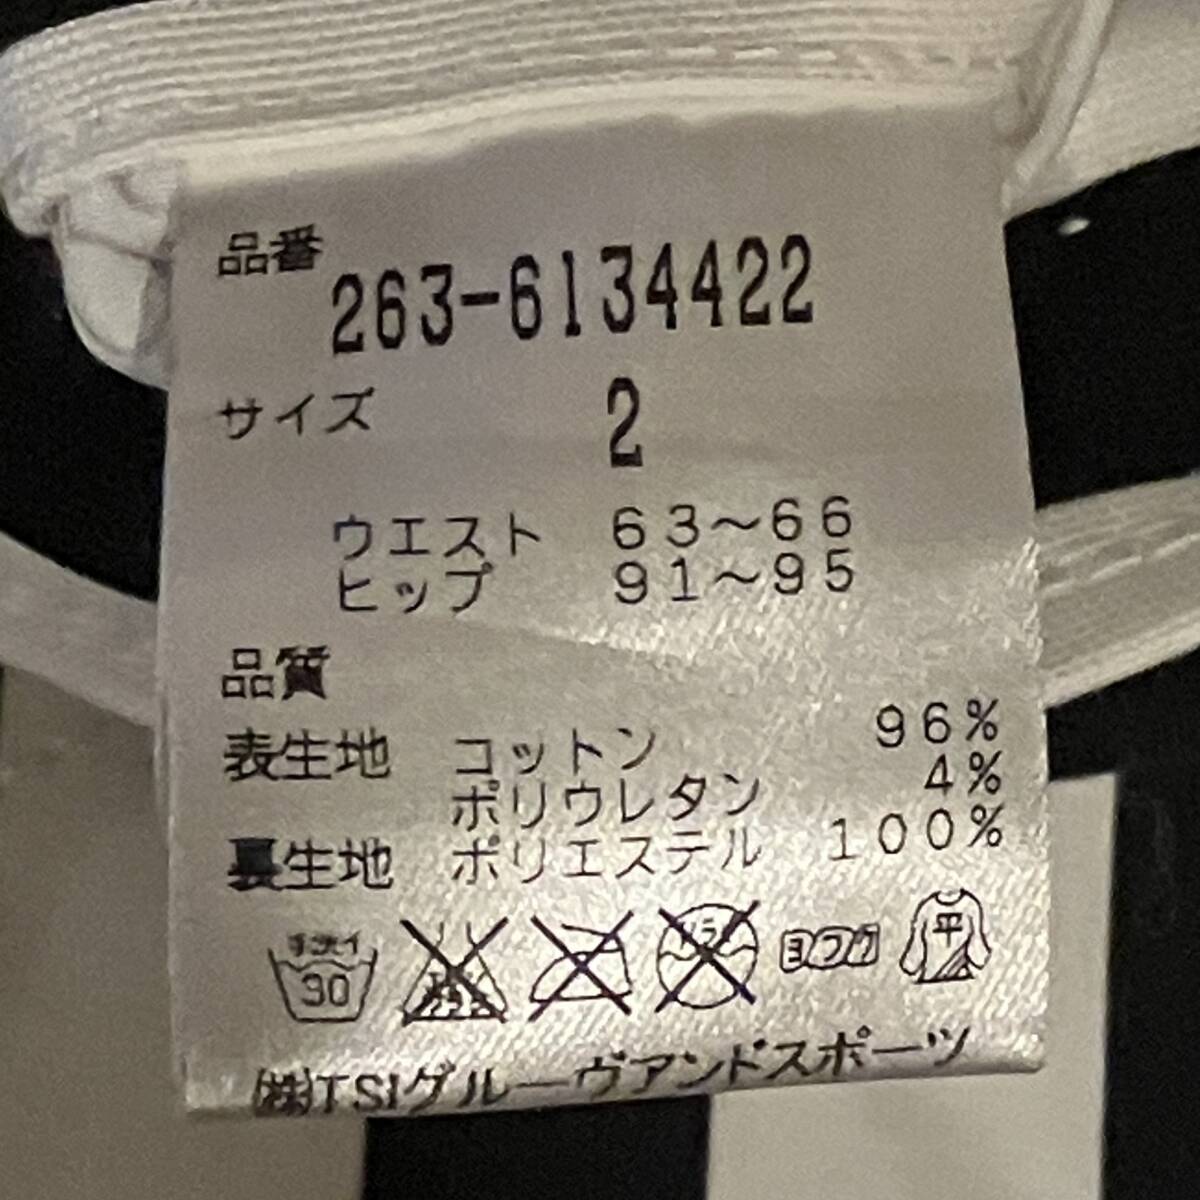 品番 263-6134422
サイズ 2
ウエスト 63～66
ヒップ 91～95
品質
表生地 コットン 96%
ポリウレタン 4%
裏生地 ポリエステル 100%
手洗イ 30 ドライ ヨワク 平
㈱TSIグルーヴアンドスポーツ